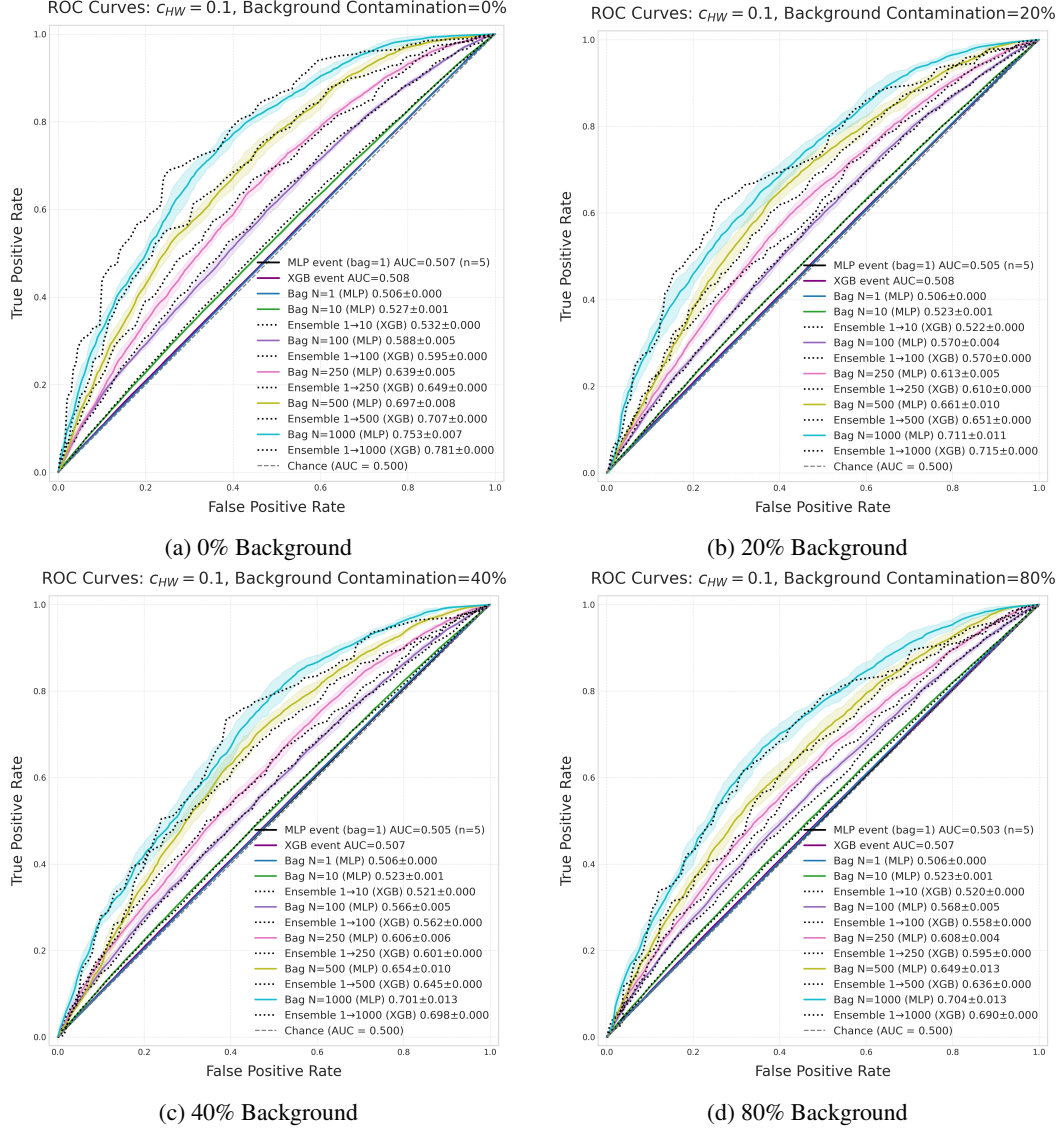 ROC Curves: c_HW = 0.1, Background Contamination=0%
True Positive Rate
1.0
0.8
0.6
0.4
0.2
0.0
MLP event (bag=1) AUC=0.507 (n=5)
XGB event AUC=0.508
Bag N=1 (MLP) 0.506±0.000
Bag N=10 (MLP) 0.527±0.001
Ensemble 1→10 (XGB) 0.532±0.000
Bag N=100 (MLP) 0.588±0.005
Ensemble 1→100 (XGB) 0.595±0.000
Bag N=250 (MLP) 0.639±0.005
Ensemble 1→250 (XGB) 0.649±0.000
Bag N=500 (MLP) 0.697±0.008
Ensemble 1→500 (XGB) 0.707±0.000
Bag N=1000 (MLP) 0.753±0.007
Ensemble 1→1000 (XGB) 0.781±0.000
Chance (AUC = 0.500)
0.0 0.2 0.4 0.6 0.8 1.0
False Positive Rate
(a) 0% Background
ROC Curves: c_HW = 0.1, Background Contamination=20%
True Positive Rate
1.0
0.8
0.6
0.4
0.2
0.0
MLP event (bag=1) AUC=0.505 (n=5)
XGB event AUC=0.508
Bag N=1 (MLP) 0.506±0.000
Bag N=10 (MLP) 0.523±0.001
Ensemble 1→10 (XGB) 0.522±0.000
Bag N=100 (MLP) 0.570±0.004
Ensemble 1→100 (XGB) 0.570±0.000
Bag N=250 (MLP) 0.613±0.005
Ensemble 1→250 (XGB) 0.610±0.000
Bag N=500 (MLP) 0.661±0.010
Ensemble 1→500 (XGB) 0.651±0.000
Bag N=1000 (MLP) 0.711±0.011
Ensemble 1→1000 (XGB) 0.715±0.000
Chance (AUC = 0.500)
0.0 0.2 0.4 0.6 0.8 1.0
False Positive Rate
(b) 20% Background
ROC Curves: c_HW = 0.1, Background Contamination=40%
True Positive Rate
1.0
0.8
0.6
0.4
0.2
0.0
MLP event (bag=1) AUC=0.505 (n=5)
XGB event AUC=0.507
Bag N=1 (MLP) 0.506±0.000
Bag N=10 (MLP) 0.523±0.001
Ensemble 1→10 (XGB) 0.521±0.000
Bag N=100 (MLP) 0.566±0.005
Ensemble 1→100 (XGB) 0.562±0.000
Bag N=250 (MLP) 0.606±0.006
Ensemble 1→250 (XGB) 0.601±0.000
Bag N=500 (MLP) 0.654±0.010
Ensemble 1→500 (XGB) 0.645±0.000
Bag N=1000 (MLP) 0.701±0.013
Ensemble 1→1000 (XGB) 0.698±0.000
Chance (AUC = 0.500)
0.0 0.2 0.4 0.6 0.8 1.0
False Positive Rate
(c) 40% Background
ROC Curves: c_HW = 0.1, Background Contamination=80%
True Positive Rate
1.0
0.8
0.6
0.4
0.2
0.0
MLP event (bag=1) AUC=0.503 (n=5)
XGB event AUC=0.507
Bag N=1 (MLP) 0.506±0.000
Bag N=10 (MLP) 0.523±0.001
Ensemble 1→10 (XGB) 0.520±0.000
Bag N=100 (MLP) 0.568±0.005
Ensemble 1→100 (XGB) 0.558±0.000
Bag N=250 (MLP) 0.608±0.004
Ensemble 1→250 (XGB) 0.595±0.000
Bag N=500 (MLP) 0.649±0.013
Ensemble 1→500 (XGB) 0.636±0.000
Bag N=1000 (MLP) 0.704±0.013
Ensemble 1→1000 (XGB) 0.690±0.000
Chance (AUC = 0.500)
0.0 0.2 0.4 0.6 0.8 1.0
False Positive Rate
(d) 80% Background